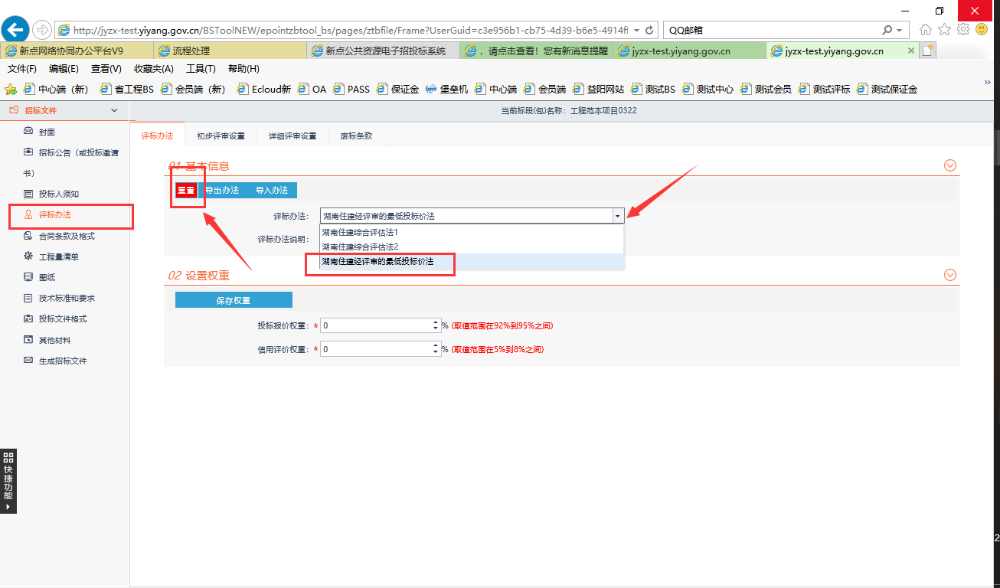 http://jyzx-test.yiyang.gov.cn/BSToolNEW/epointzbtool_bs/pages/ztbfile/Frame?UserGuid=c3e956b1-cb75-4d39-b6e5-4914ff
QQ邮箱
新点网络协同办公平台V9
流程处理
新点公共资源电子招投标系统
，请点击查看！您有新消息提醒
jyzx-test.yiyang.gov.cn
jyzx-test.yiyang.gov.cn
文件(F) 编辑(E) 查看(V) 收藏夹(A) 工具(T) 帮助(H)
中心端（新） 省工程BS 会员端（新） Ecloud新 OA PASS 保证金 堡垒机 中心端 会员端 益阳网站 测试BS 测试中心 测试会员 测试评标 测试保证金
招标文件
当前标段(包)名称：工程范本项目0322
封面
招标公告（或投标邀请
书）
投标人须知
评标办法
合同条款及格式
工程量清单
图纸
技术标准和要求
投标文件格式
其他材料
生成招标文件
快捷功能
评标办法 初步评审设置 详细评审设置 废标条款
01 基本信息
重置 导出办法 导入办法
评标办法： 湖南住建经评审的最低投标价法
湖南住建综合评估法1
评标办法说明：
湖南住建综合评估法2
湖南住建经评审的最低投标价法
02 设置权重
保存权重
投标报价权重：* 0 % (取值范围在92%到95%之间)
信用评价权重：* 0 % (取值范围在5%到8%之间)
2